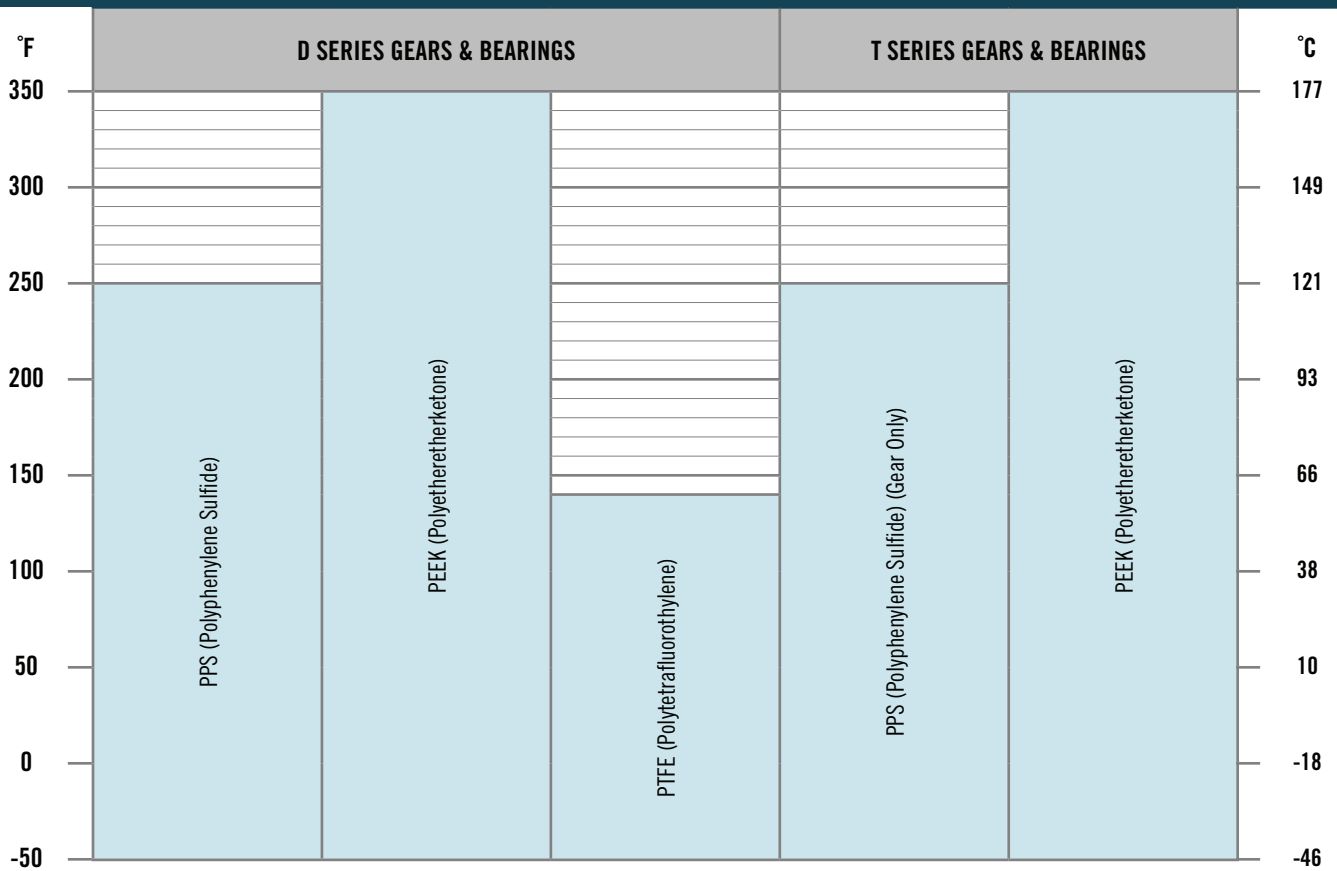 °F
D SERIES GEARS & BEARINGS
T SERIES GEARS & BEARINGS
°C
350
177
300
149
250
121
200
93
150
66
100
38
50
10
0
-18
-50
-46
PPS (Polyphenylene Sulfide)
PEEK (Polyetheretherketone)
PTFE (Polytetrafluorothylene)
PPS (Polyphenylene Sulfide) (Gear Only)
PEEK (Polyetheretherketone)